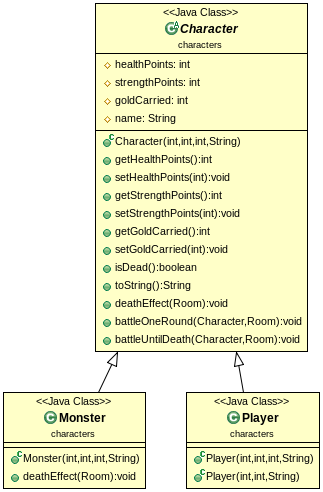 <<Java Class>>
Character
characters
healthPoints: int
strengthPoints: int
goldCarried: int
name: String
Character(int,int,int,String)
getHealthPoints():int
setHealthPoints(int):void
getStrengthPoints():int
setStrengthPoints(int):void
getGoldCarried():int
setGoldCarried(int):void
isDead():boolean
toString():String
deathEffect(Room):void
battleOneRound(Character,Room):void
battleUntilDeath(Character,Room):void
<<Java Class>>
Monster
characters
Monster(int,int,int,String)
deathEffect(Room):void
<<Java Class>>
Player
characters
Player(int,int,int,String)
Player(int,int,String)